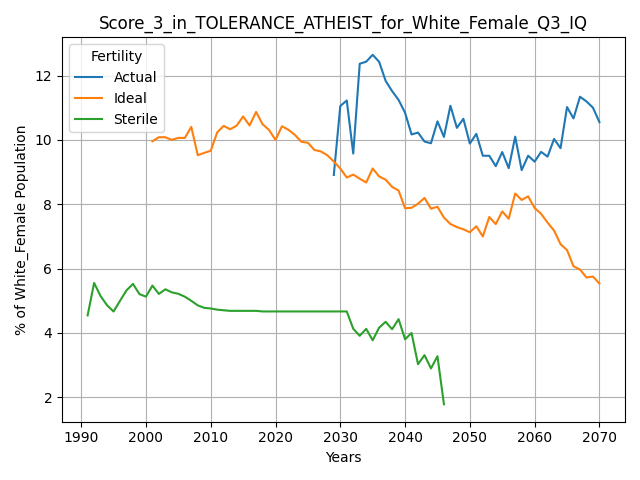 Score_3_in_TOLERANCE_ATHEIST_for_White_Female_Q3_IQ
Fertility
Actual
Ideal
Sterile
% of White_Female Population
12
10
8
6
4
2
1990 2000 2010 2020 2030 2040 2050 2060 2070
Years